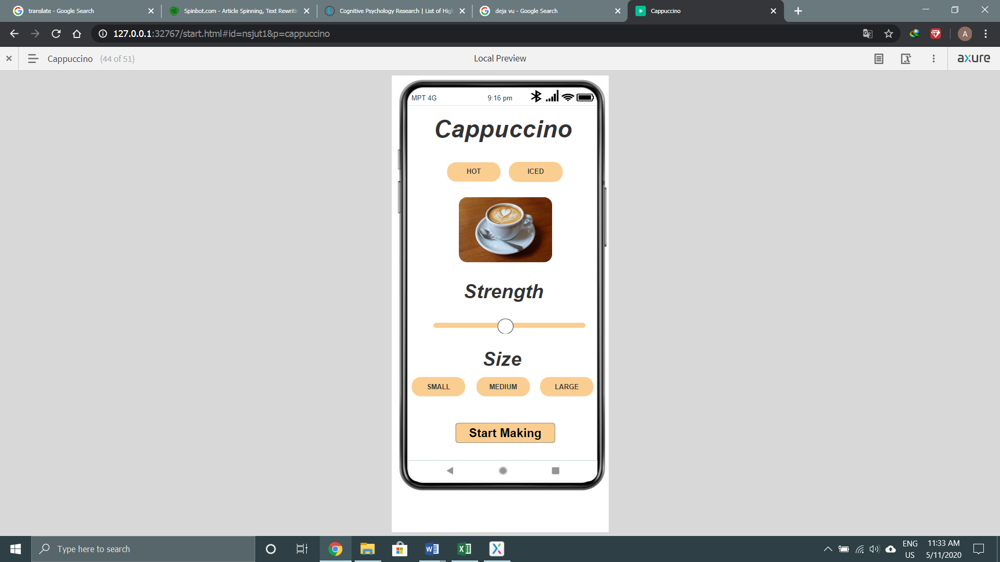 translate - Google Search
Spinbot.com - Article Spinning, Text Rewritin
Cognitive Psychology Research | List of High
deja vu - Google Search
Cappuccino
127.0.0.1:32767/start.html#id=nsjut1&p=cappuccino
A
Cappuccino (44 of 51)
Local Preview
axure
MPT 4G
9:16 pm
Cappuccino
HOT
ICED
Strength
Size
SMALL
MEDIUM
LARGE
Start Making
Type here to search
ENG
US
11:33 AM
5/11/2020